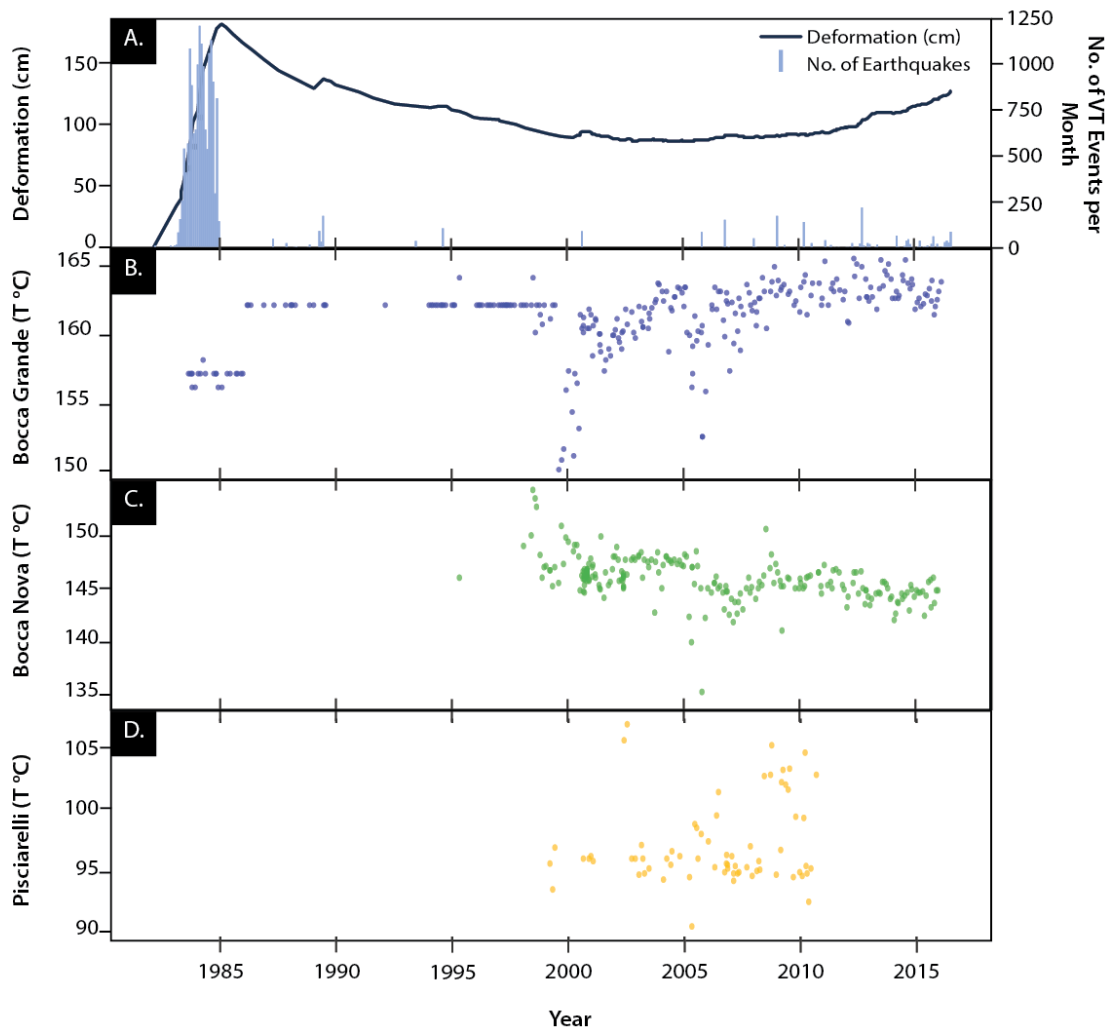 A.
Deformation (cm)
No. of Earthquakes
Deformation (cm)
150
100
50
0
1250
1000
750
500
250
0
No. of VT Events per
Month
B.
Bocca Grande (T °C)
165
160
155
150
C.
Bocca Nova (T °C)
150
145
140
135
D.
Pisciarelli (T °C)
105
100
95
90
1985 1990 1995 2000 2005 2010 2015
Year